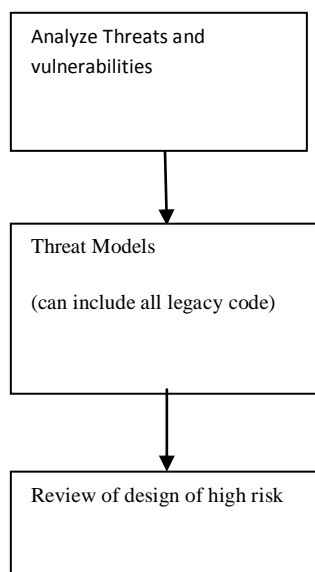 Analyze Threats and
vulnerabilities
Threat Models
(can include all legacy code)
Review of design of high risk